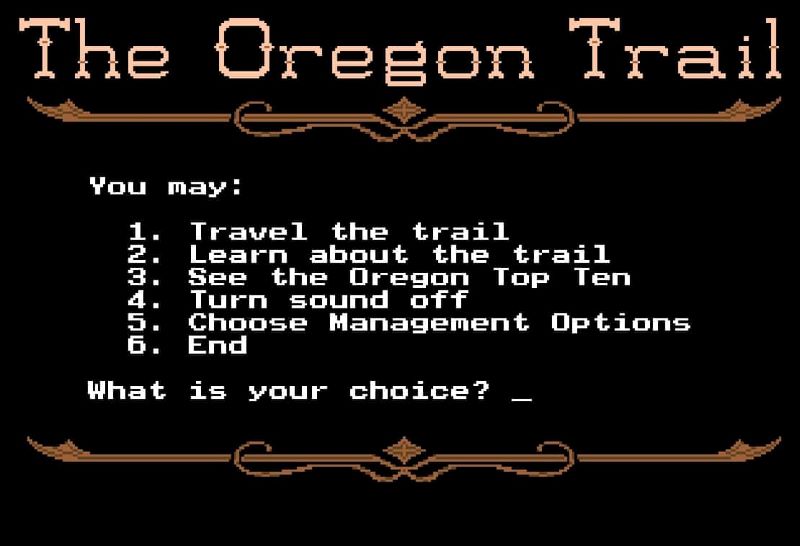 The Oregon Trail
You may:
1. Travel the trail
2. Learn about the trail
3. See the Oregon Top Ten
4. Turn sound off
5. Choose Management Options
6. End
What is your choice? _